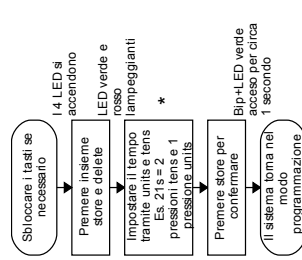 Sbloccare i tasti se
necessario
I 4 LED si
accendono
Premere insieme
store e delete
LED verde e
rosso
lampeggianti
*
Impostare il tempo
tramite units e tens
Es. 21s = 2
pressioni tens e 1
pressione units
Premere store per
confermare
Bip+LED verde
acceso per circa
1 secondo
Il sistema torna nel
modo
programmazione